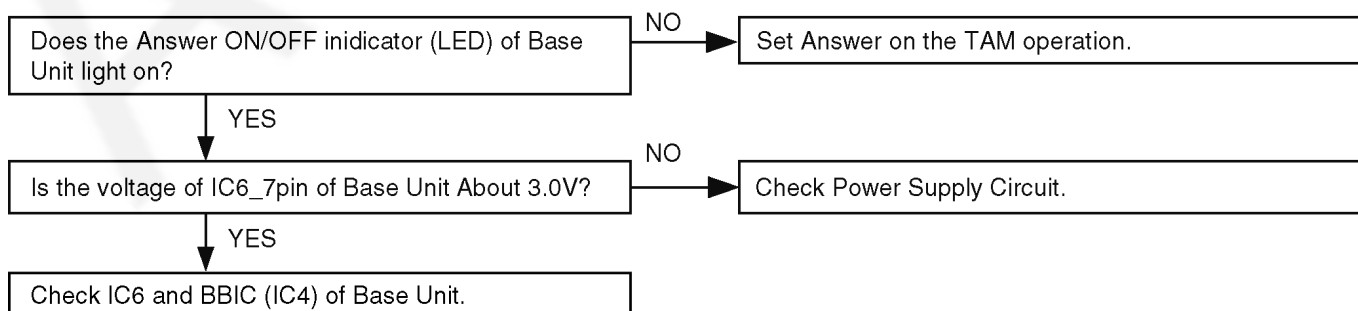 Does the Answer ON/OFF inidicator (LED) of Base
Unit light on?
NO
Set Answer on the TAM operation.
YES
Is the voltage of IC6_7pin of Base Unit About 3.0V?
NO
Check Power Supply Circuit.
YES
Check IC6 and BBIC (IC4) of Base Unit.